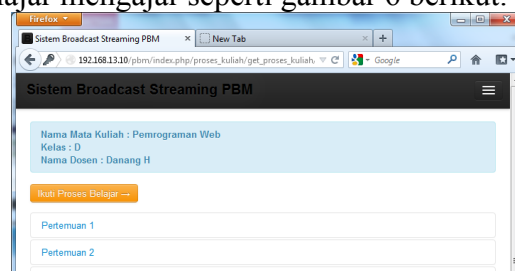 ajar mengajar seperti gambar 6 berikut.
Firefox
Sistem Broadcast Streaming PBM × New Tab × +
192.168.13.10/pbm/index.php/proses_kuliah/get_proses_kuliah, Google
Sistem Broadcast Streaming PBM
Nama Mata Kuliah : Pemrograman Web
Kelas : D
Nama Dosen : Danang H
Ikuti Proses Belajar →
Pertemuan 1
Pertemuan 2